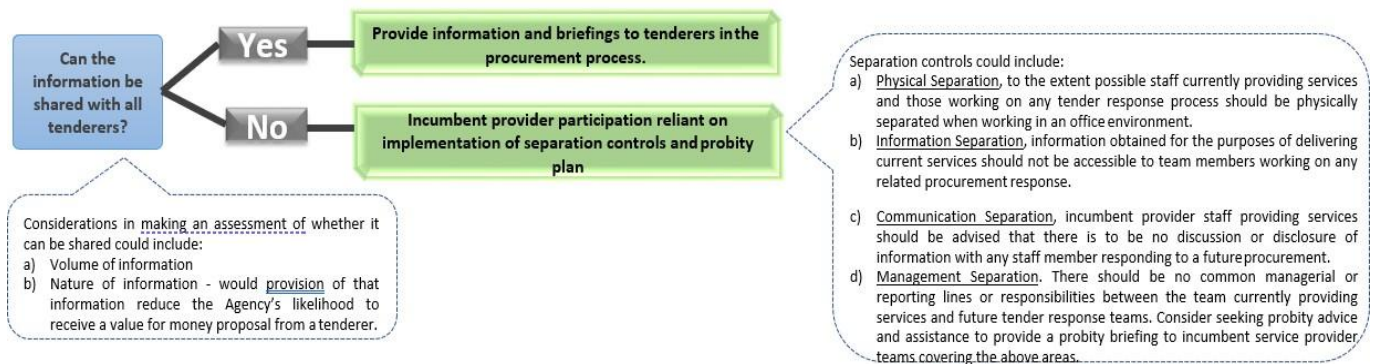 Can the
information be
shared with all
tenderers?
Yes
Provide information and briefings to tenderers in the
procurement process.
No
Incumbent provider participation reliant on
implementation of separation controls and probity
plan
Considerations in making an assessment of whether it
can be shared could include:
a) Volume of information
b) Nature of information - would provision of that
information reduce the Agency's likelihood to
receive a value for money proposal from a tenderer.
Separation controls could include:
a) Physical Separation, to the extent possible staff currently providing services
and those working on any tender response process should be physically
separated when working in an office environment.
b) Information Separation, information obtained for the purposes of delivering
current services should not be accessible to team members working on any
related procurement response.
c) Communication Separation, incumbent provider staff providing services
should be advised that there is to be no discussion or disclosure of
information with any staff member responding to a future procurement.
d) Management Separation. There should be no common managerial or
reporting lines or responsibilities between the team currently providing
services and future tender response teams. Consider seeking probity advice
and assistance to provide a probity briefing to incumbent service provider
teams covering the above areas.